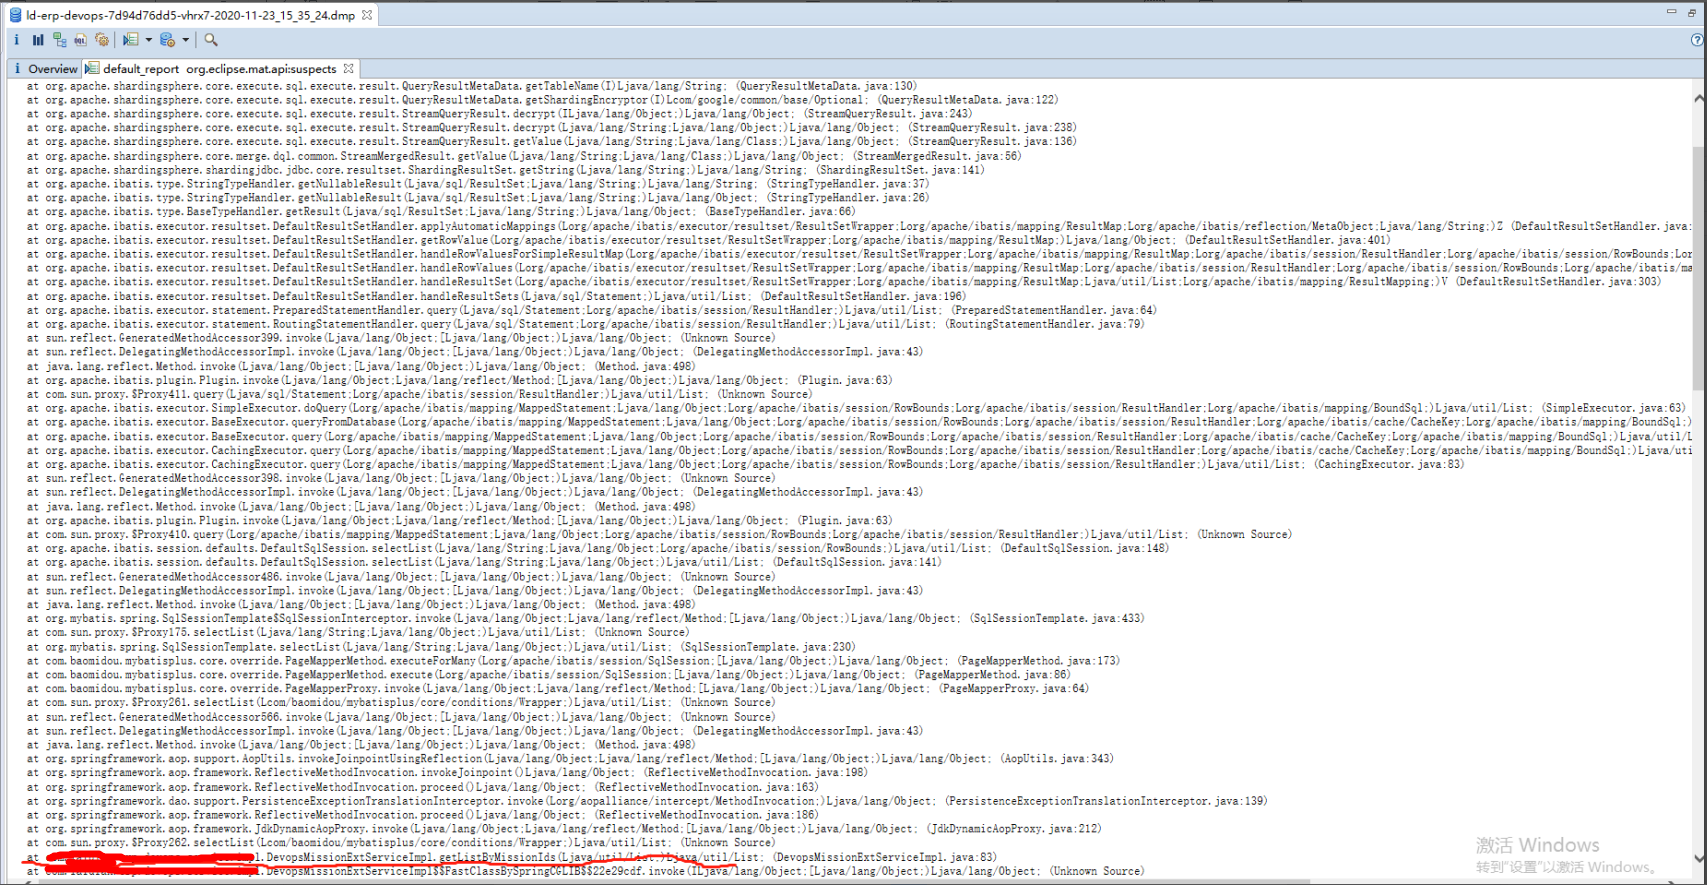 ld-erp-devops-7d94d76dd5-vhrx7-2020-11-23_15_35_24.dmp
Overview default_report org.eclipse.mat.api:suspects
at org.apache.shardingsphere.core.execute.sql.execute.result.QueryResultMetaData.getTableName(I)Ljava/lang/String; (QueryResultMetaData.java:130)
at org.apache.shardingsphere.core.execute.sql.execute.result.QueryResultMetaData.getShardingEncryptor(I)Lcom/google/common/base/Optional; (QueryResultMetaData.java:122)
at org.apache.shardingsphere.core.execute.sql.execute.result.StreamQueryResult.decrypt(ILjava/lang/Object;)Ljava/lang/Object; (StreamQueryResult.java:243)
at org.apache.shardingsphere.core.execute.sql.execute.result.StreamQueryResult.decrypt(Ljava/lang/String;Ljava/lang/Object;)Ljava/lang/Object; (StreamQueryResult.java:238)
at org.apache.shardingsphere.core.execute.sql.execute.result.StreamQueryResult.getValue(Ljava/lang/String;Ljava/lang/Class;)Ljava/lang/Object; (StreamQueryResult.java:136)
at org.apache.shardingsphere.core.merge.dql.common.StreamMergedResult.getValue(Ljava/lang/String;Ljava/lang/Class;)Ljava/lang/Object; (StreamMergedResult.java:56)
at org.apache.shardingsphere.shardingjdbc.jdbc.core.resultset.ShardingResultSet.getString(Ljava/lang/String;)Ljava/lang/String; (ShardingResultSet.java:141)
at org.apache.ibatis.type.StringTypeHandler.getNullableResult(Ljava/sql/ResultSet;Ljava/lang/String;)Ljava/lang/String; (StringTypeHandler.java:37)
at org.apache.ibatis.type.StringTypeHandler.getNullableResult(Ljava/sql/ResultSet;Ljava/lang/String;)Ljava/lang/Object; (StringTypeHandler.java:26)
at org.apache.ibatis.type.BaseTypeHandler.getResult(Ljava/sql/ResultSet;Ljava/lang/String;)Ljava/lang/Object; (BaseTypeHandler.java:66)
at org.apache.ibatis.executor.resultset.DefaultResultSetHandler.applyAutomaticMappings(Lorg/apache/ibatis/executor/resultset/ResultSetWrapper;Lorg/apache/ibatis/mapping/ResultMap;Lorg/apache/ibatis/reflection/MetaObject;Ljava/lang/String;)Z (DefaultResultSetHandler.java:
at org.apache.ibatis.executor.resultset.DefaultResultSetHandler.getRowValue(Lorg/apache/ibatis/executor/resultset/ResultSetWrapper;Lorg/apache/ibatis/mapping/ResultMap;)Ljava/lang/Object; (DefaultResultSetHandler.java:401)
at org.apache.ibatis.executor.resultset.DefaultResultSetHandler.handleRowValuesForSimpleResultMap(Lorg/apache/ibatis/executor/resultset/ResultSetWrapper;Lorg/apache/ibatis/mapping/ResultMap;Lorg/apache/ibatis/session/ResultHandler;Lorg/apache/ibatis/session/RowBounds;Lor
at org.apache.ibatis.executor.resultset.DefaultResultSetHandler.handleRowValues(Lorg/apache/ibatis/executor/resultset/ResultSetWrapper;Lorg/apache/ibatis/mapping/ResultMap;Lorg/apache/ibatis/session/ResultHandler;Lorg/apache/ibatis/session/RowBounds;Lorg/apache/ibatis/ma
at org.apache.ibatis.executor.resultset.DefaultResultSetHandler.handleResultSet(Lorg/apache/ibatis/executor/resultset/ResultSetWrapper;Lorg/apache/ibatis/mapping/ResultMap;Ljava/util/List;Lorg/apache/ibatis/mapping/ResultMapping;)V (DefaultResultSetHandler.java:303)
at org.apache.ibatis.executor.resultset.DefaultResultSetHandler.handleResultSets(Ljava/sql/Statement;)Ljava/util/List; (DefaultResultSetHandler.java:196)
at org.apache.ibatis.executor.statement.PreparedStatementHandler.query(Ljava/sql/Statement;Lorg/apache/ibatis/session/ResultHandler;)Ljava/util/List; (PreparedStatementHandler.java:64)
at org.apache.ibatis.executor.statement.RoutingStatementHandler.query(Ljava/sql/Statement;Lorg/apache/ibatis/session/ResultHandler;)Ljava/util/List; (RoutingStatementHandler.java:79)
at sun.reflect.GeneratedMethodAccessor399.invoke(Ljava/lang/Object;[Ljava/lang/Object;)Ljava/lang/Object; (Unknown Source)
at sun.reflect.DelegatingMethodAccessorImpl.invoke(Ljava/lang/Object;[Ljava/lang/Object;)Ljava/lang/Object; (DelegatingMethodAccessorImpl.java:43)
at java.lang.reflect.Method.invoke(Ljava/lang/Object;[Ljava/lang/Object;)Ljava/lang/Object; (Method.java:498)
at org.apache.ibatis.plugin.Plugin.invoke(Ljava/lang/Object;Ljava/lang/reflect/Method;[Ljava/lang/Object;)Ljava/lang/Object; (Plugin.java:63)
at com.sun.proxy.$Proxy411.query(Ljava/sql/Statement;Lorg/apache/ibatis/session/ResultHandler;)Ljava/util/List; (Unknown Source)
at org.apache.ibatis.executor.SimpleExecutor.doQuery(Lorg/apache/ibatis/mapping/MappedStatement;Ljava/lang/Object;Lorg/apache/ibatis/session/RowBounds;Lorg/apache/ibatis/session/ResultHandler;Lorg/apache/ibatis/mapping/BoundSql;)Ljava/util/List; (SimpleExecutor.java:63)
at org.apache.ibatis.executor.BaseExecutor.queryFromDatabase(Lorg/apache/ibatis/mapping/MappedStatement;Ljava/lang/Object;Lorg/apache/ibatis/session/RowBounds;Lorg/apache/ibatis/session/ResultHandler;Lorg/apache/ibatis/cache/CacheKey;Lorg/apache/ibatis/mapping/BoundSql;)
at org.apache.ibatis.executor.BaseExecutor.query(Lorg/apache/ibatis/mapping/MappedStatement;Ljava/lang/Object;Lorg/apache/ibatis/session/RowBounds;Lorg/apache/ibatis/session/ResultHandler;Lorg/apache/ibatis/cache/CacheKey;Lorg/apache/ibatis/mapping/BoundSql;)Ljava/util/L
at org.apache.ibatis.executor.CachingExecutor.query(Lorg/apache/ibatis/mapping/MappedStatement;Ljava/lang/Object;Lorg/apache/ibatis/session/RowBounds;Lorg/apache/ibatis/session/ResultHandler;Lorg/apache/ibatis/cache/CacheKey;Lorg/apache/ibatis/mapping/BoundSql;)Ljava/uti
at org.apache.ibatis.executor.CachingExecutor.query(Lorg/apache/ibatis/mapping/MappedStatement;Ljava/lang/Object;Lorg/apache/ibatis/session/RowBounds;Lorg/apache/ibatis/session/ResultHandler;)Ljava/util/List; (CachingExecutor.java:83)
at sun.reflect.GeneratedMethodAccessor398.invoke(Ljava/lang/Object;[Ljava/lang/Object;)Ljava/lang/Object; (Unknown Source)
at sun.reflect.DelegatingMethodAccessorImpl.invoke(Ljava/lang/Object;[Ljava/lang/Object;)Ljava/lang/Object; (DelegatingMethodAccessorImpl.java:43)
at java.lang.reflect.Method.invoke(Ljava/lang/Object;[Ljava/lang/Object;)Ljava/lang/Object; (Method.java:498)
at org.apache.ibatis.plugin.Plugin.invoke(Ljava/lang/Object;Ljava/lang/reflect/Method;[Ljava/lang/Object;)Ljava/lang/Object; (Plugin.java:63)
at com.sun.proxy.$Proxy410.query(Lorg/apache/ibatis/mapping/MappedStatement;Ljava/lang/Object;Lorg/apache/ibatis/session/RowBounds;Lorg/apache/ibatis/session/ResultHandler;)Ljava/util/List; (Unknown Source)
at org.apache.ibatis.session.defaults.DefaultSqlSession.selectList(Ljava/lang/String;Ljava/lang/Object;Lorg/apache/ibatis/session/RowBounds;)Ljava/util/List; (DefaultSqlSession.java:148)
at org.apache.ibatis.session.defaults.DefaultSqlSession.selectList(Ljava/lang/String;Ljava/lang/Object;)Ljava/util/List; (DefaultSqlSession.java:141)
at sun.reflect.GeneratedMethodAccessor486.invoke(Ljava/lang/Object;[Ljava/lang/Object;)Ljava/lang/Object; (Unknown Source)
at sun.reflect.DelegatingMethodAccessorImpl.invoke(Ljava/lang/Object;[Ljava/lang/Object;)Ljava/lang/Object; (DelegatingMethodAccessorImpl.java:43)
at java.lang.reflect.Method.invoke(Ljava/lang/Object;[Ljava/lang/Object;)Ljava/lang/Object; (Method.java:498)
at org.mybatis.spring.SqlSessionTemplate$SqlSessionInterceptor.invoke(Ljava/lang/Object;Ljava/lang/reflect/Method;[Ljava/lang/Object;)Ljava/lang/Object; (SqlSessionTemplate.java:433)
at com.sun.proxy.$Proxy175.selectList(Ljava/lang/String;Ljava/lang/Object;)Ljava/util/List; (Unknown Source)
at org.mybatis.spring.SqlSessionTemplate.selectList(Ljava/lang/String;Ljava/lang/Object;)Ljava/util/List; (SqlSessionTemplate.java:230)
at com.baomidou.mybatisplus.core.override.PageMapperMethod.executeForMany(Lorg/apache/ibatis/session/SqlSession;[Ljava/lang/Object;)Ljava/lang/Object; (PageMapperMethod.java:173)
at com.baomidou.mybatisplus.core.override.PageMapperMethod.execute(Lorg/apache/ibatis/session/SqlSession;[Ljava/lang/Object;)Ljava/lang/Object; (PageMapperMethod.java:86)
at com.baomidou.mybatisplus.core.override.PageMapperProxy.invoke(Ljava/lang/Object;Ljava/lang/reflect/Method;[Ljava/lang/Object;)Ljava/lang/Object; (PageMapperProxy.java:64)
at com.sun.proxy.$Proxy261.selectList(Lcom/baomidou/mybatisplus/core/conditions/Wrapper;)Ljava/util/List; (Unknown Source)
at sun.reflect.GeneratedMethodAccessor566.invoke(Ljava/lang/Object;[Ljava/lang/Object;)Ljava/lang/Object; (Unknown Source)
at sun.reflect.DelegatingMethodAccessorImpl.invoke(Ljava/lang/Object;[Ljava/lang/Object;)Ljava/lang/Object; (DelegatingMethodAccessorImpl.java:43)
at java.lang.reflect.Method.invoke(Ljava/lang/Object;[Ljava/lang/Object;)Ljava/lang/Object; (Method.java:498)
at org.springframework.aop.support.AopUtils.invokeJoinpointUsingReflection(Ljava/lang/Object;Ljava/lang/reflect/Method;[Ljava/lang/Object;)Ljava/lang/Object; (AopUtils.java:343)
at org.springframework.aop.framework.ReflectiveMethodInvocation.invokeJoinpoint()Ljava/lang/Object; (ReflectiveMethodInvocation.java:198)
at org.springframework.aop.framework.ReflectiveMethodInvocation.proceed()Ljava/lang/Object; (ReflectiveMethodInvocation.java:163)
at org.springframework.dao.support.PersistenceExceptionTranslationInterceptor.invoke(Lorg/aopalliance/intercept/MethodInvocation;)Ljava/lang/Object; (PersistenceExceptionTranslationInterceptor.java:139)
at org.springframework.aop.framework.ReflectiveMethodInvocation.proceed()Ljava/lang/Object; (ReflectiveMethodInvocation.java:186)
at org.springframework.aop.framework.JdkDynamicAopProxy.invoke(Ljava/lang/Object;Ljava/lang/reflect/Method;[Ljava/lang/Object;)Ljava/lang/Object; (JdkDynamicAopProxy.java:212)
at com.sun.proxy.$Proxy262.selectList(Lcom/baomidou/mybatisplus/core/conditions/Wrapper;)Ljava/util/List; (Unknown Source)
at .DevopsMissionExtServiceImpl.getListByMissionIds(Ljava/util/List;)Ljava/util/List; (DevopsMissionExtServiceImpl.java:83)
at .DevopsMissionExtServiceImpl$$FastClassBySpringCGLIB$$22e29cdf.invoke(ILjava/lang/Object;[Ljava/lang/Object;)Ljava/lang/Object; (Unknown Source)
激活 Windows
转到"设置"以激活 Windows。